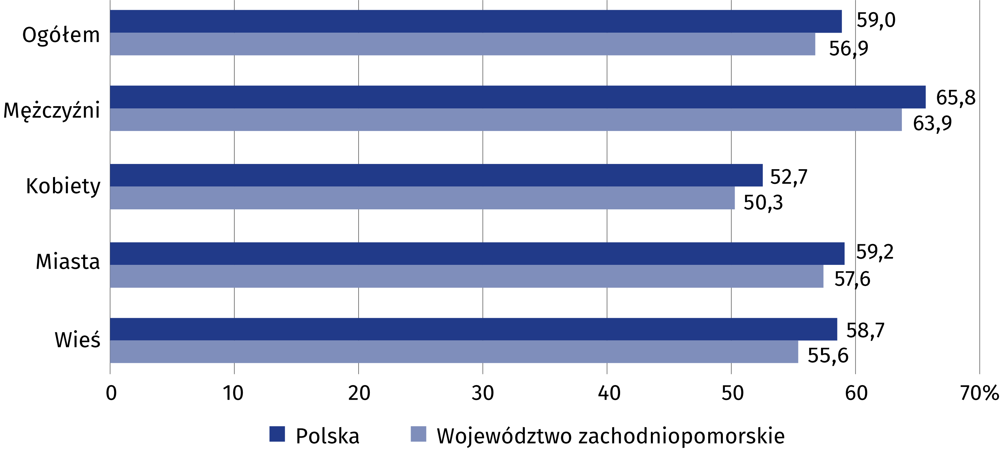 Ogółem
59,0
56,9
Mężczyźni
65,8
63,9
Kobiety
52,7
50,3
Miasta
59,2
57,6
Wieś
58,7
55,6
0 10 20 30 40 50 60 70%
Polska Województwo zachodniopomorskie